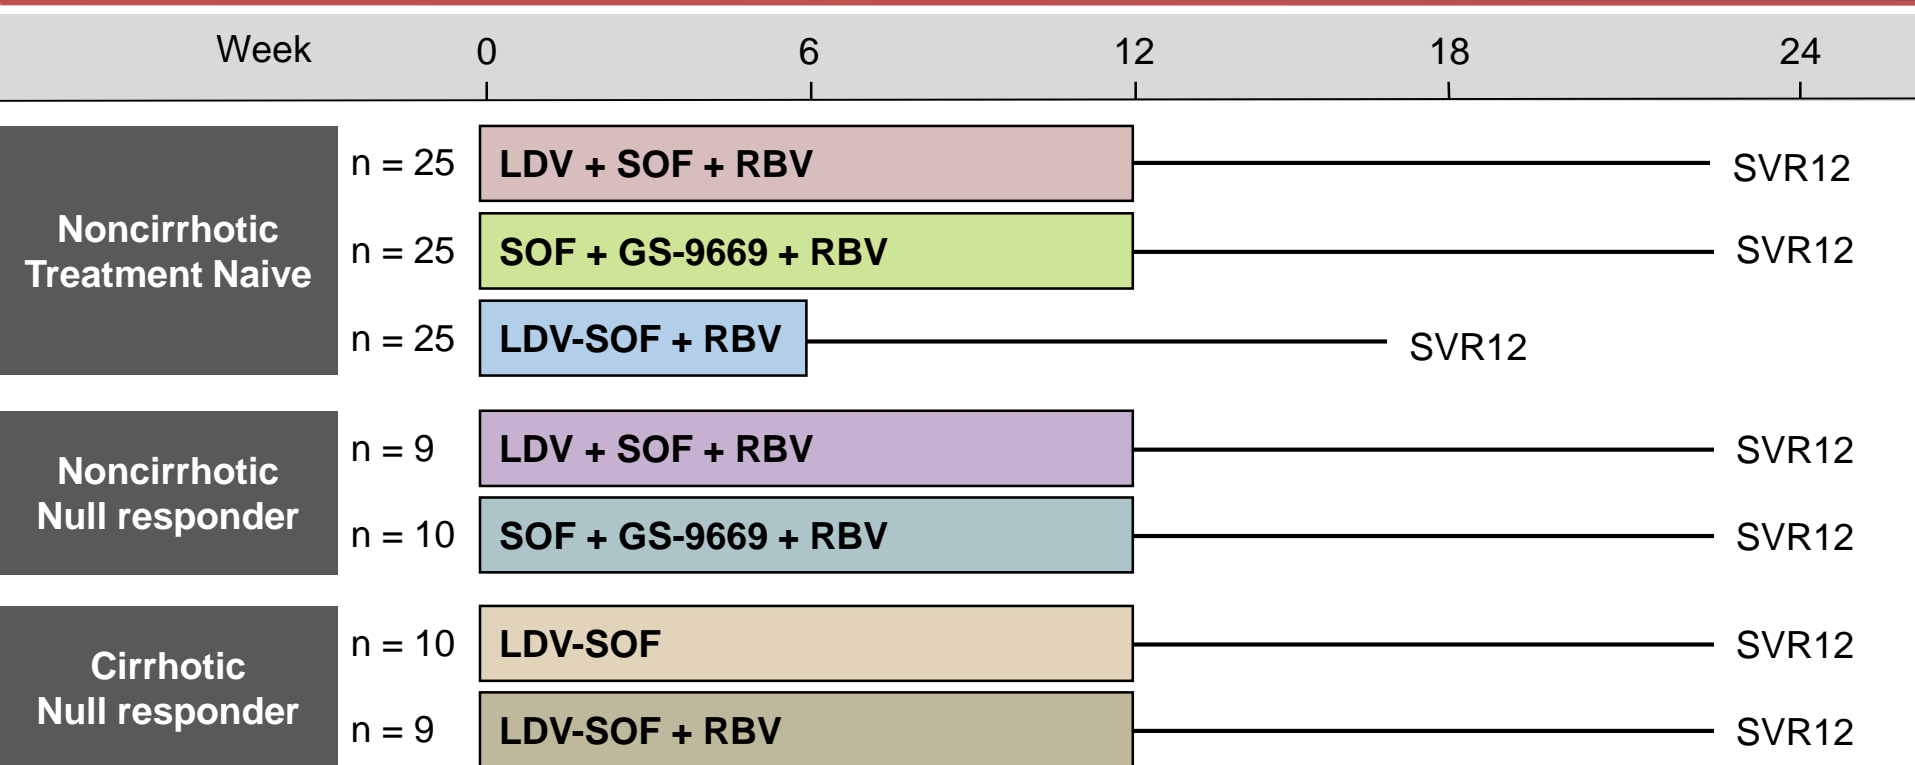 Week 0 6 12 18 24
Noncirrhotic
Treatment Naive
n = 25 LDV + SOF + RBV SVR12
n = 25 SOF + GS-9669 + RBV SVR12
n = 25 LDV-SOF + RBV SVR12
Noncirrhotic
Null responder
n = 9 LDV + SOF + RBV SVR12
n = 10 SOF + GS-9669 + RBV SVR12
Cirrhotic
Null responder
n = 10 LDV-SOF SVR12
n = 9 LDV-SOF + RBV SVR12